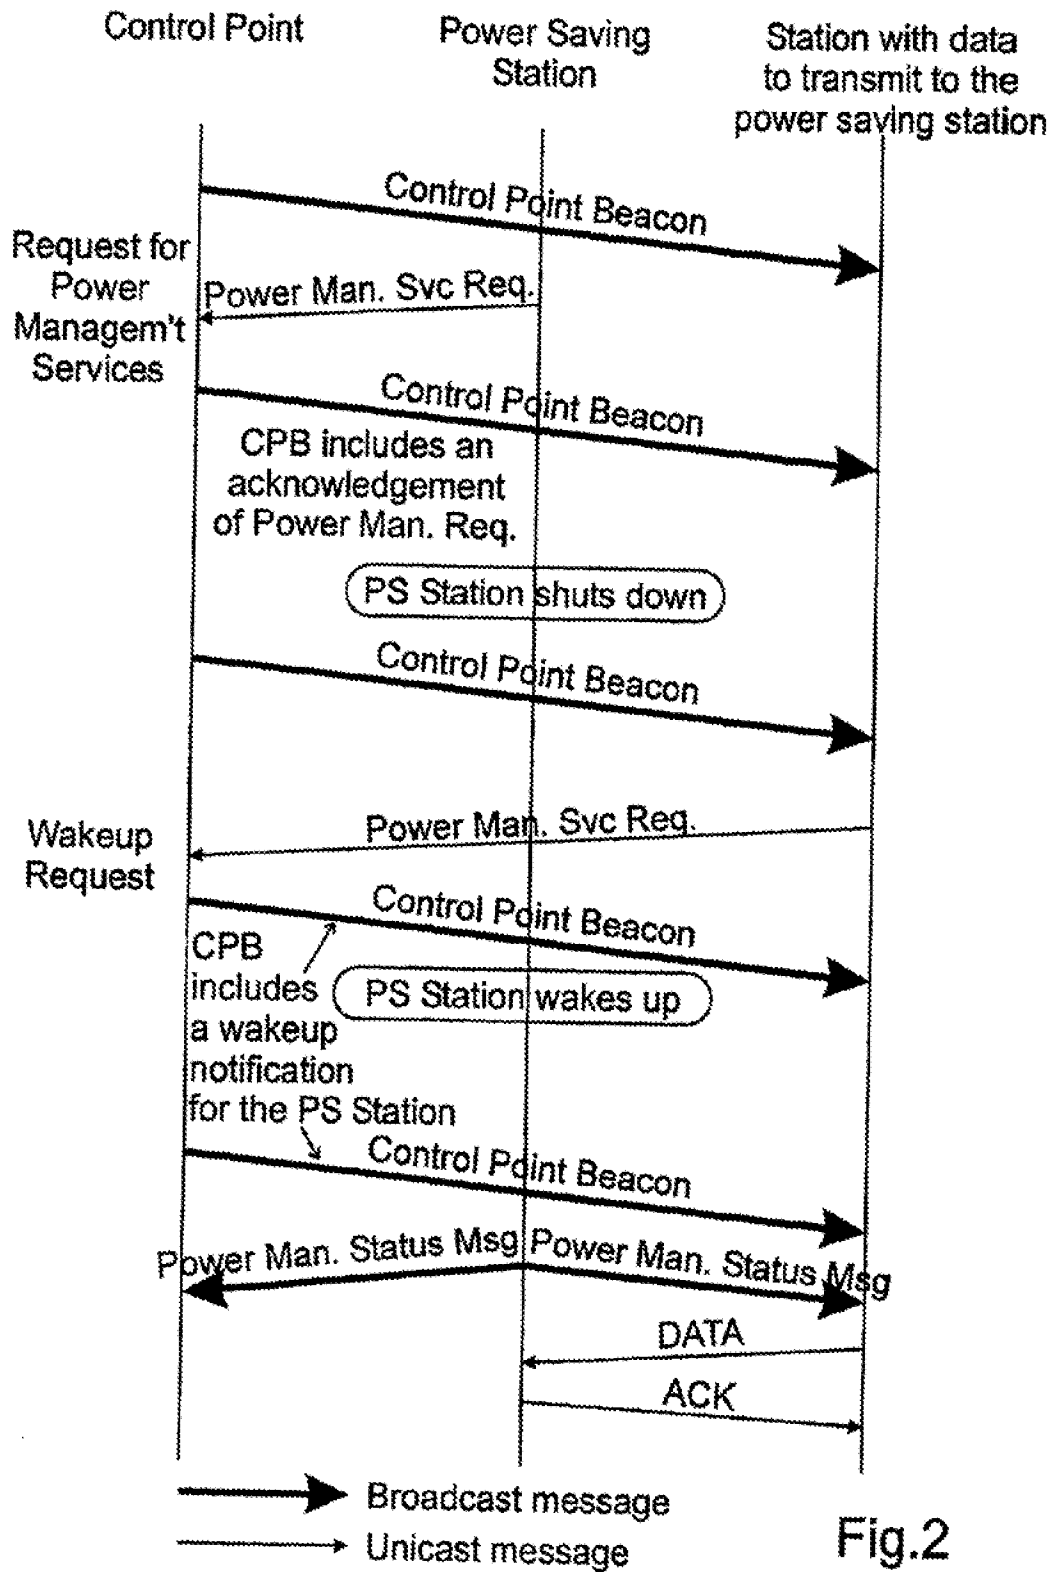 Control Point
Power Saving
Station
Station with data
to transmit to the
power saving station
Control Point Beacon
Request for
Power
Managem't
Services
Power Man. Svc Req.
Control Point Beacon
CPB includes an
acknowledgement
of Power Man. Req.
PS Station shuts down
Control Point Beacon
Wakeup
Request
Power Man. Svc Req.
Control Point Beacon
CPB
includes
a wakeup
notification
for the PS Station
PS Station wakes up
Control Point Beacon
Power Man. Status Msg
Power Man. Status Msg
DATA
ACK
Broadcast message
Unicast message
Fig.2